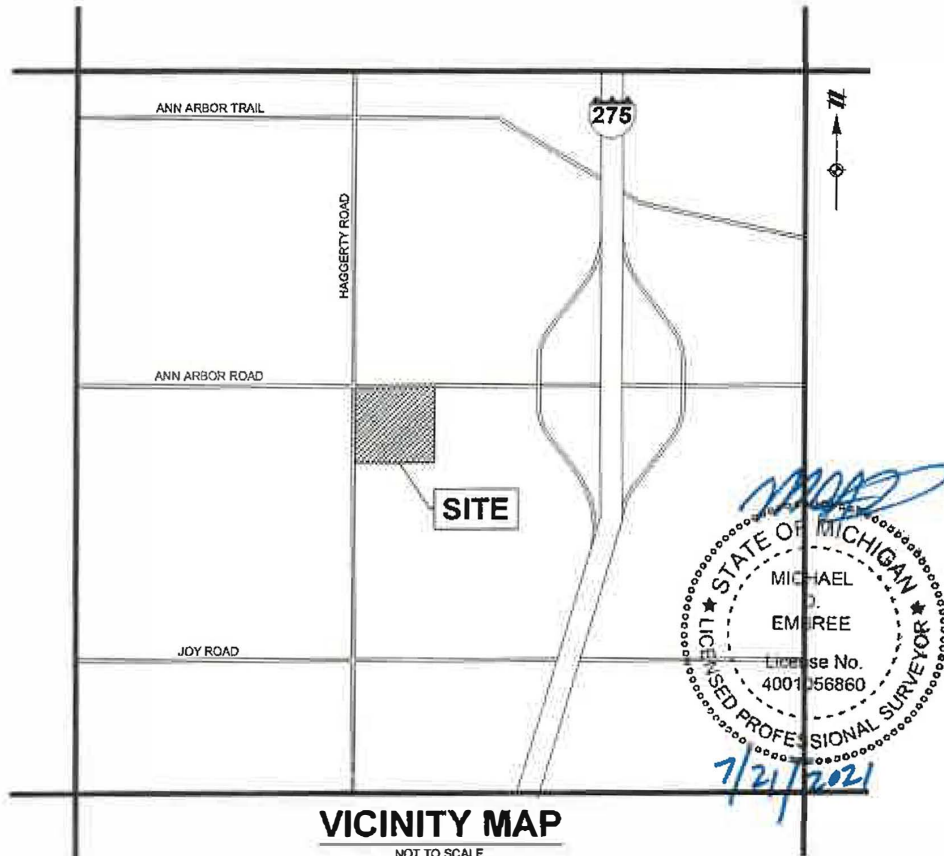 ANN ARBOR TRAIL
275
n
HAGGERTY ROAD
ANN ARBOR ROAD
SITE
STATE OF MICHIGAN
MICHAEL
D.
EMBREE
License No.
4001056860
LICENSED PROFESSIONAL SURVEYOR
JOY ROAD
7/21/2021
VICINITY MAP
NOT TO SCALE